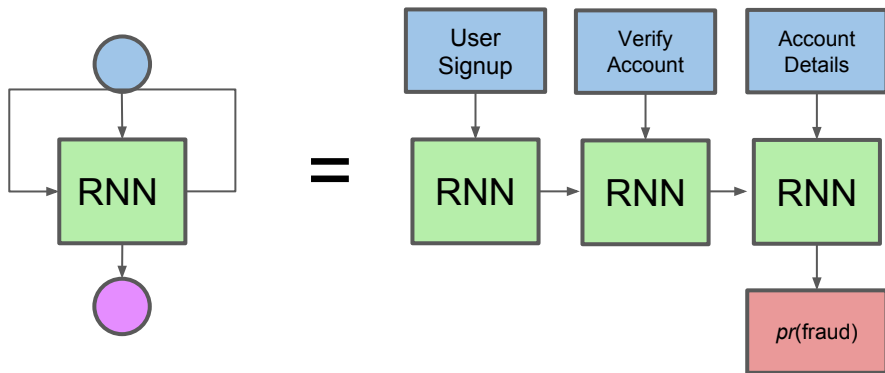 RNN
=
User
Signup
Verify
Account
Account
Details
RNN
RNN
RNN
pr(fraud)